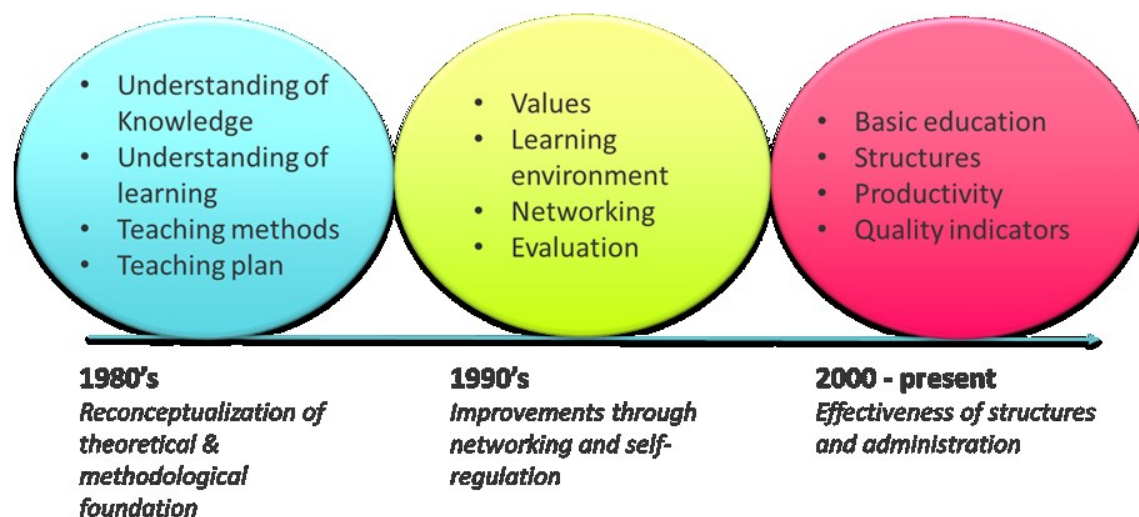 • Understanding of
Knowledge
• Understanding of
learning
• Teaching methods
• Teaching plan
• Values
• Learning
environment
• Networking
• Evaluation
• Basic education
• Structures
• Productivity
• Quality indicators
1980's
Reconceptualization of
theoretical &
methodological
foundation
1990's
Improvements through
networking and self-
regulation
2000 - present
Effectiveness of structures
and administration